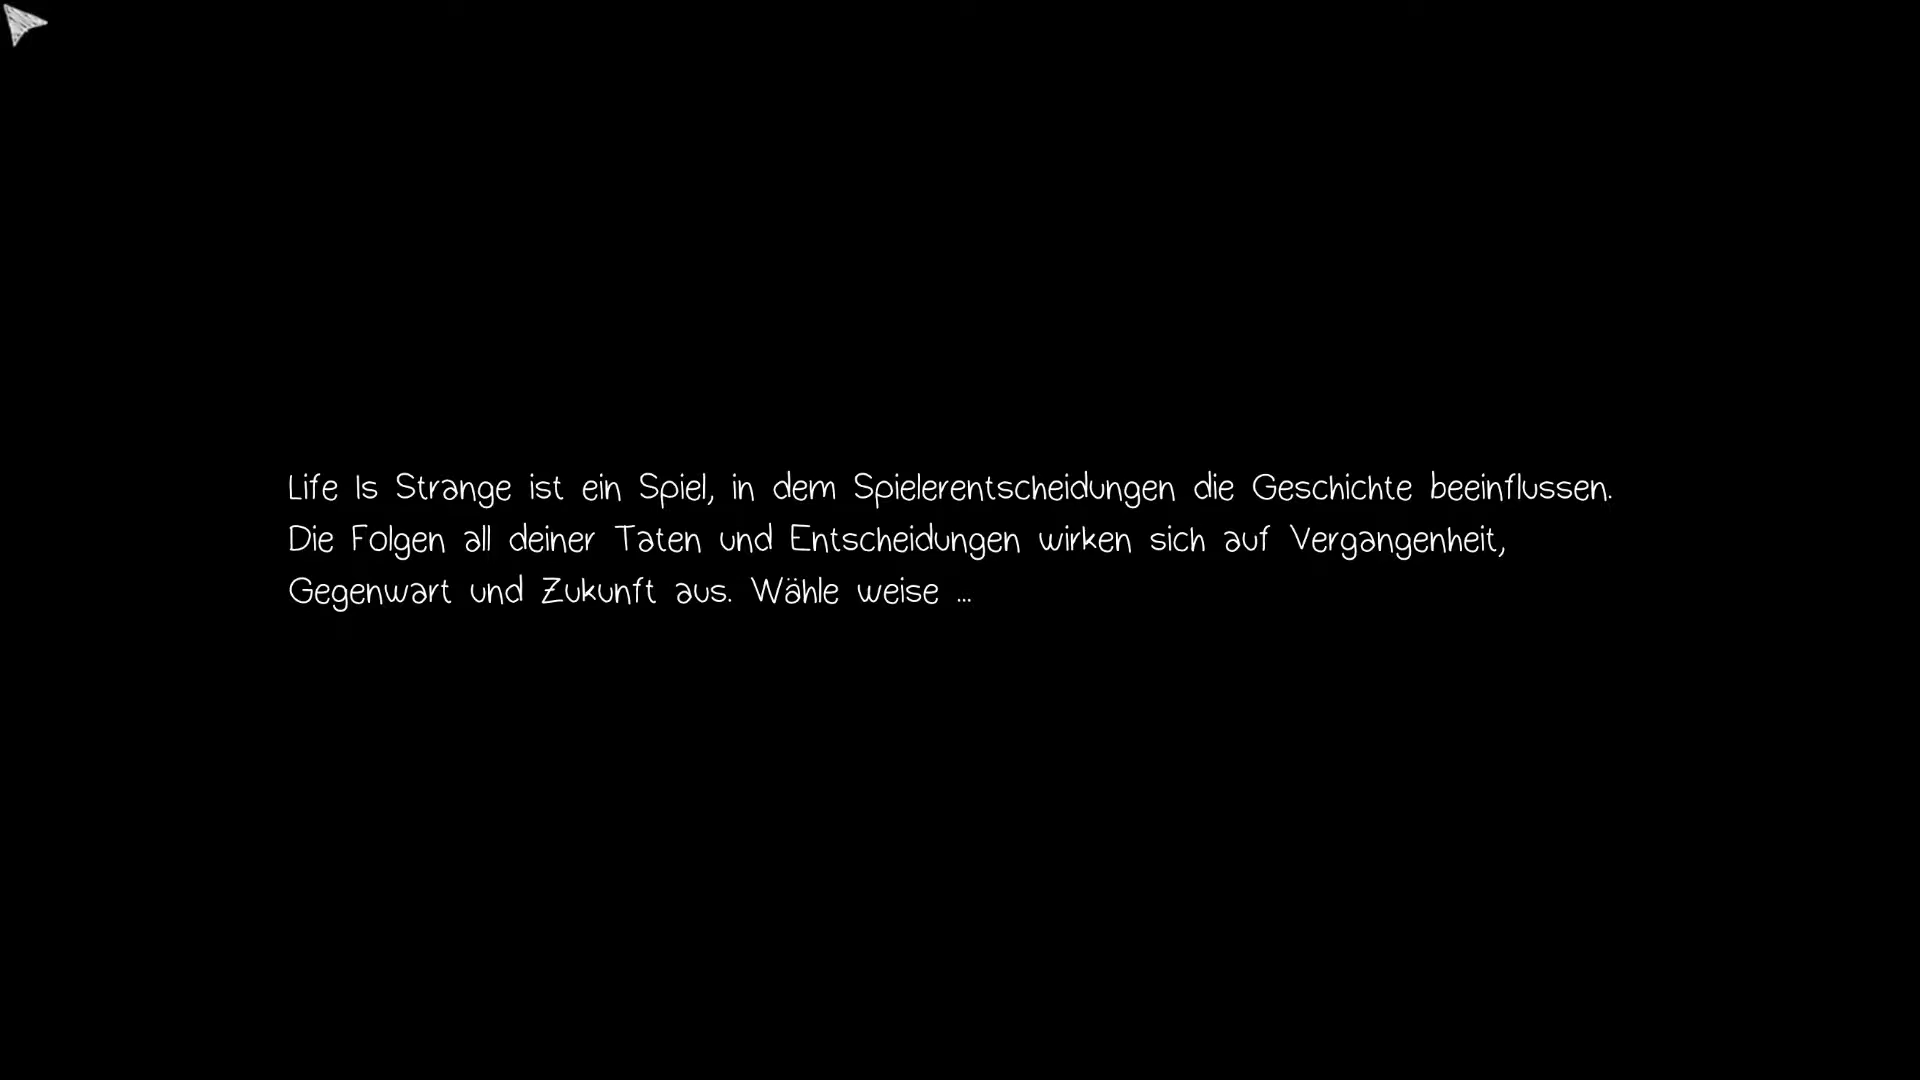 Life Is Strange ist ein Spiel, in dem Spielerentscheidungen die Geschichte beeinflussen.
Die Folgen all deiner Taten und Entscheidungen wirken sich auf Vergangenheit,
Gegenwart und Zukunft aus. Wähle weise ...